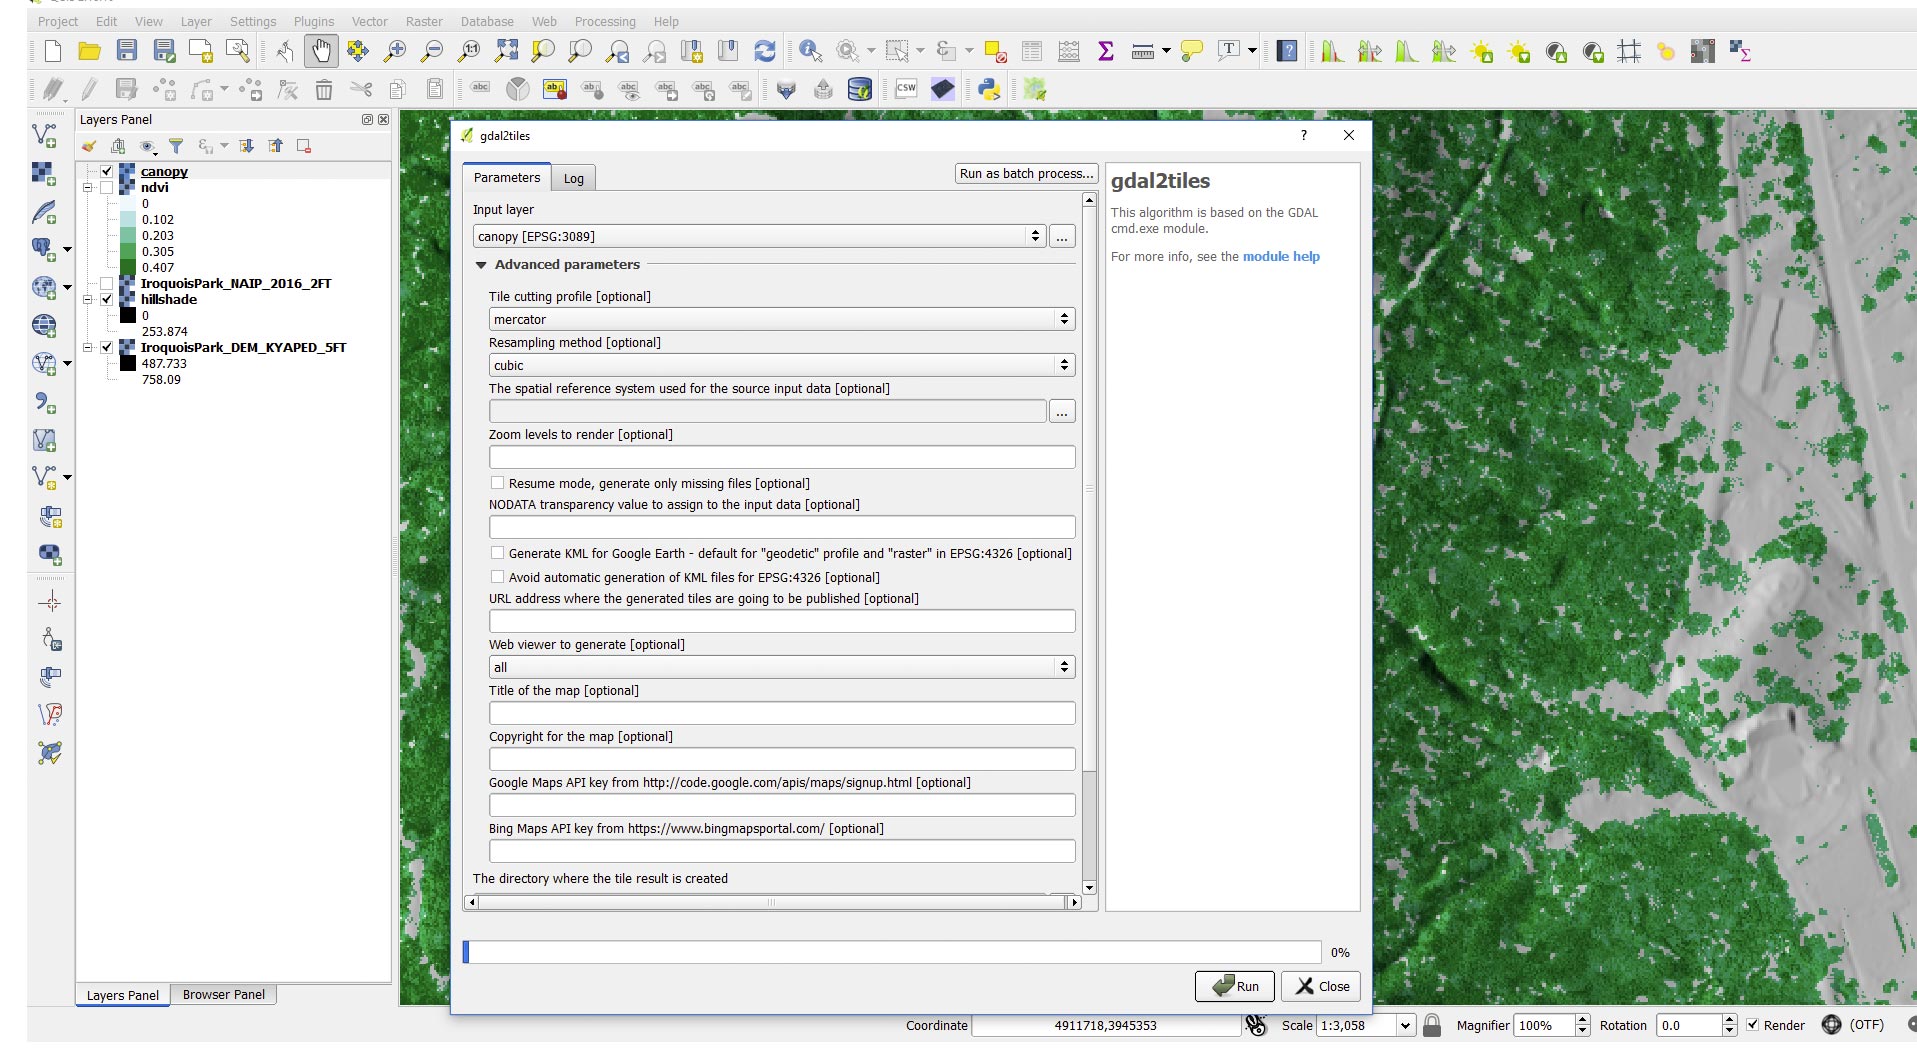 Project Edit View Layer Settings Plugins Vector Raster Database Web Processing Help
1:1
T
abc
ab
ab
abc
abc
abc
abc
CSW
Layers Panel
canopy
ndvi
0
0.102
0.203
0.305
0.407
IroquoisPark_NAIP_2016_2FT
hillshade
0
253.874
IroquoisPark_DEM_KYAPED_5FT
487.733
758.09
Layers Panel Browser Panel
gdal2tiles
?
Parameters Log Run as batch process...
Input layer
canopy [EPSG:3089] ...
Advanced parameters
Tile cutting profile [optional]
mercator
Resampling method [optional]
cubic
The spatial reference system used for the source input data [optional]
...
Zoom levels to render [optional]
Resume mode, generate only missing files [optional]
NODATA transparency value to assign to the input data [optional]
Generate KML for Google Earth - default for "geodetic" profile and "raster" in EPSG:4326 [optional]
Avoid automatic generation of KML files for EPSG:4326 [optional]
URL address where the generated tiles are going to be published [optional]
Web viewer to generate [optional]
all
Title of the map [optional]
Copyright for the map [optional]
Google Maps API key from http://code.google.com/apis/maps/signup.html [optional]
Bing Maps API key from https://www.bingmapsportal.com/ [optional]
The directory where the tile result is created
gdal2tiles
This algorithm is based on the GDAL
cmd.exe module.
For more info, see the module help
0%
Run Close
Coordinate 4911718,3945353 Scale 1:3,058 Magnifier 100% Rotation 0.0 Render (OTF)